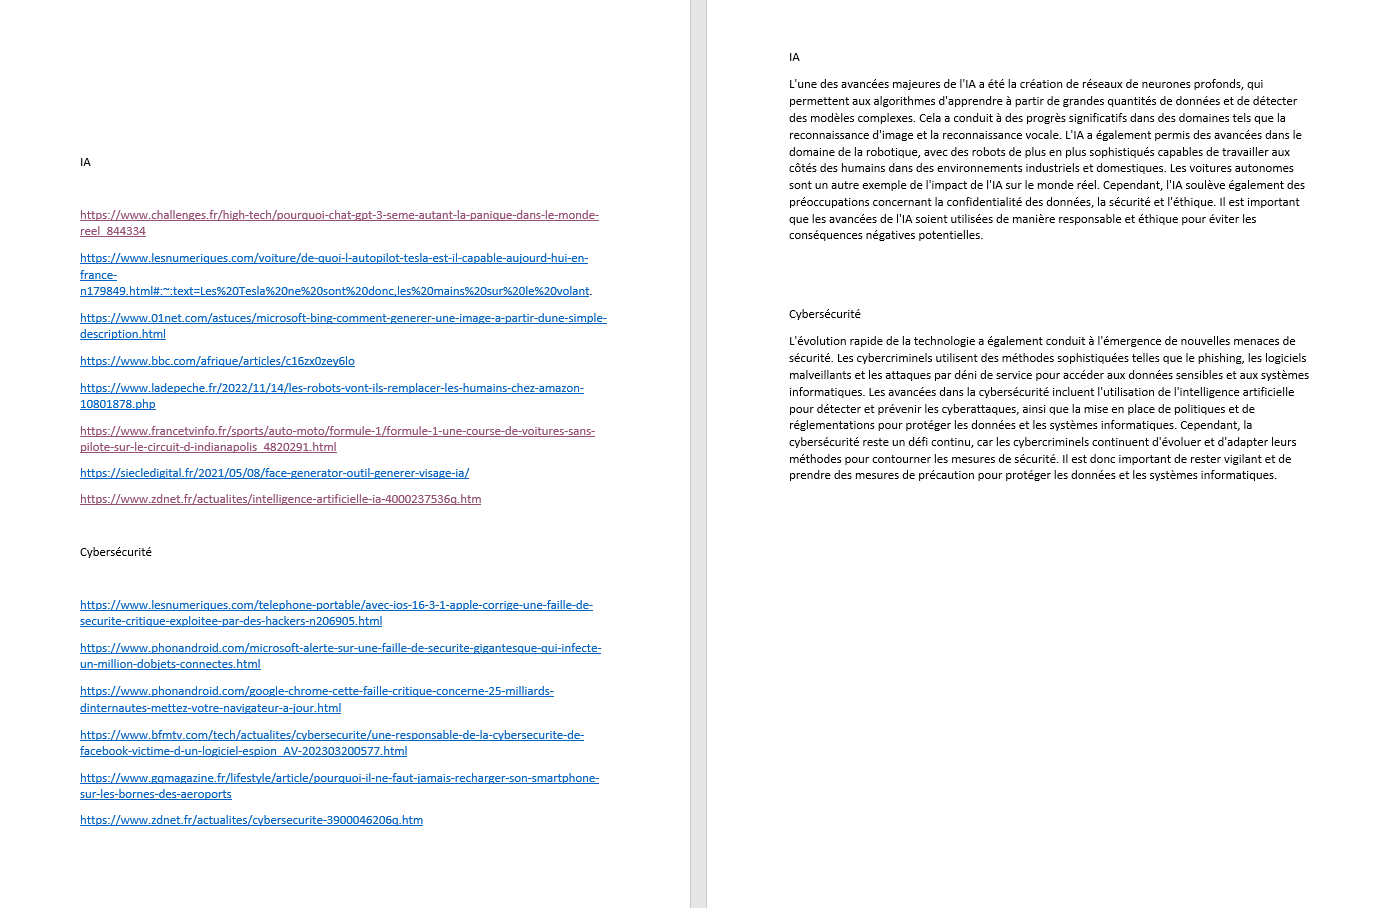 IA
https://www.challenges.fr/high-tech/pourquoi-chat-gpt-3-seme-autant-la-panique-dans-le-monde-
reel_844334
https://www.lesnumeriques.com/voiture/de-quoi-l-autopilot-tesla-est-il-capable-aujourd-hui-en-
france-
n179849.html#:~:text=Les%20Tesla%20ne%20sont%20donc,les%20mains%20sur%20le%20volant.
https://www.01net.com/astuces/microsoft-bing-comment-generer-une-image-a-partir-dune-simple-
description.html
https://www.bbc.com/afrique/articles/c16zx0zey6lo
https://www.ladepeche.fr/2022/11/14/les-robots-vont-ils-remplacer-les-humains-chez-amazon-
10801878.php
https://www.francetvinfo.fr/sports/auto-moto/formule-1/formule-1-une-course-de-voitures-sans-
pilote-sur-le-circuit-d-indianapolis_4820291.html
https://siecledigital.fr/2021/05/08/face-generator-outil-generer-visage-ia/
https://www.zdnet.fr/actualites/intelligence-artificielle-ia-4000237536q.htm
Cybersécurité
https://www.lesnumeriques.com/telephone-portable/avec-ios-16-3-1-apple-corrige-une-faille-de-
securite-critique-exploitee-par-des-hackers-n206905.html
https://www.phonandroid.com/microsoft-alerte-sur-une-faille-de-securite-gigantesque-qui-infecte-
un-million-dobjets-connectes.html
https://www.phonandroid.com/google-chrome-cette-faille-critique-concerne-25-milliards-
dinternautes-mettez-votre-navigateur-a-jour.html
https://www.bfmtv.com/tech/actualites/cybersecurite/une-responsable-de-la-cybersecurite-de-
facebook-victime-d-un-logiciel-espion_AV-202303200577.html
https://www.gqmagazine.fr/lifestyle/article/pourquoi-il-ne-faut-jamais-recharger-son-smartphone-
sur-les-bornes-des-aeroports
https://www.zdnet.fr/actualites/cybersecurite-3900046206q.htm
IA
L'une des avancées majeures de l'IA a été la création de réseaux de neurones profonds, qui
permettent aux algorithmes d'apprendre à partir de grandes quantités de données et de détecter
des modèles complexes. Cela a conduit à des progrès significatifs dans des domaines tels que la
reconnaissance d'image et la reconnaissance vocale. L'IA a également permis des avancées dans le
domaine de la robotique, avec des robots de plus en plus sophistiqués capables de travailler aux
côtés des humains dans des environnements industriels et domestiques. Les voitures autonomes
sont un autre exemple de l'impact de l'IA sur le monde réel. Cependant, l'IA soulève également des
préoccupations concernant la confidentialité des données, la sécurité et l'éthique. Il est important
que les avancées de l'IA soient utilisées de manière responsable et éthique pour éviter les
conséquences négatives potentielles.
Cybersécurité
L'évolution rapide de la technologie a également conduit à l'émergence de nouvelles menaces de
sécurité. Les cybercriminels utilisent des méthodes sophistiquées telles que le phishing, les logiciels
malveillants et les attaques par déni de service pour accéder aux données sensibles et aux systèmes
informatiques. Les avancées dans la cybersécurité incluent l'utilisation de l'intelligence artificielle
pour détecter et prévenir les cyberattaques, ainsi que la mise en place de politiques et de
réglementations pour protéger les données et les systèmes informatiques. Cependant, la
cybersécurité reste un défi continu, car les cybercriminels continuent d'évoluer et d'adapter leurs
méthodes pour contourner les mesures de sécurité. Il est donc important de rester vigilant et de
prendre des mesures de précaution pour protéger les données et les systèmes informatiques.